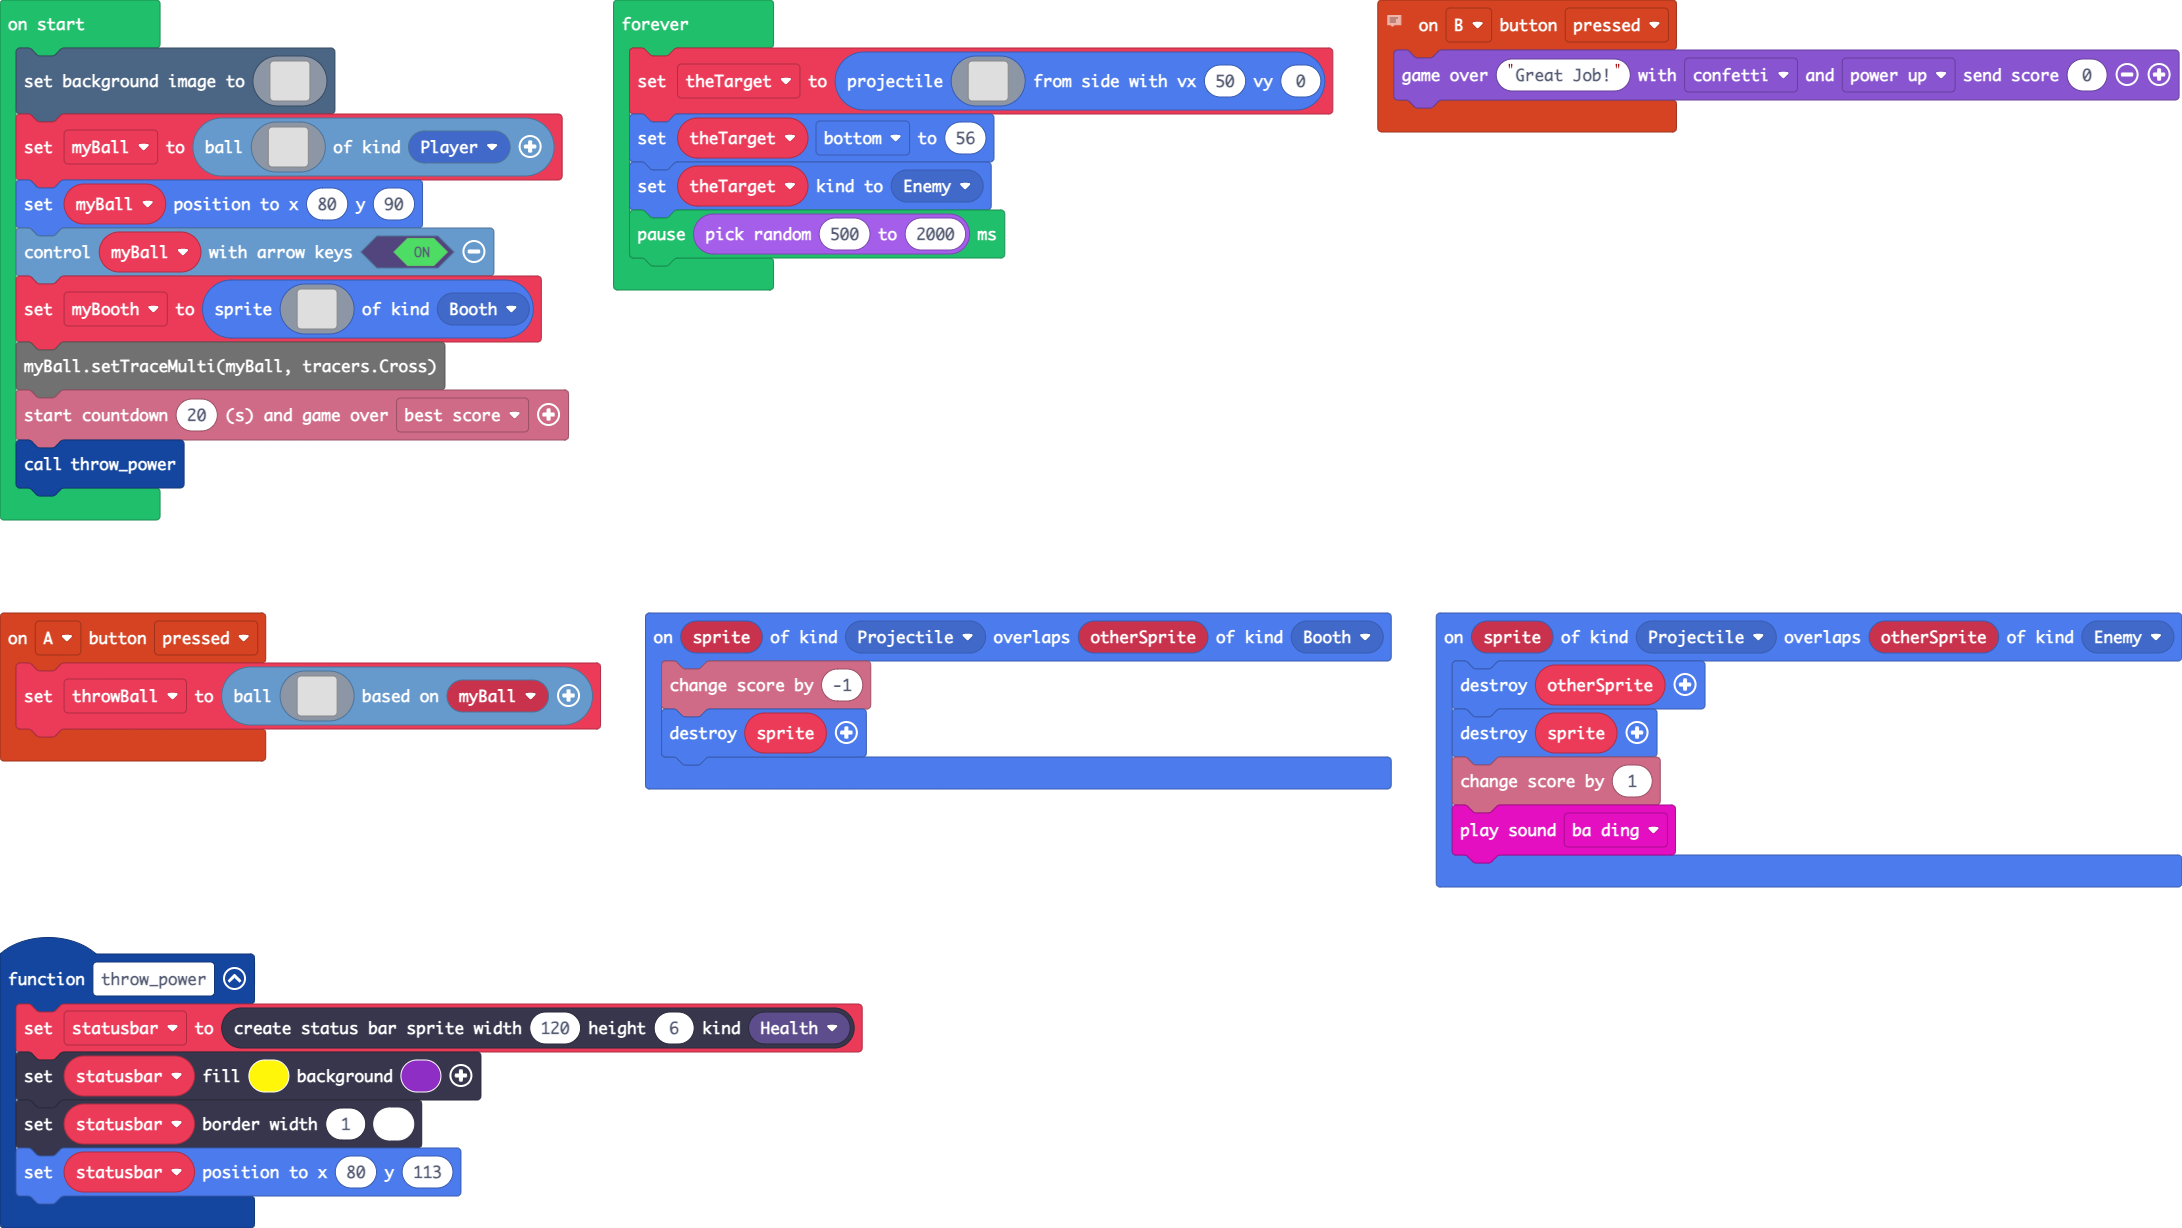 on start
set background image to
set myBall to ball of kind Player
set myBall position to x 80 y 90
control myBall with arrow keys ON
set myBooth to sprite of kind Booth
myBall.setTraceMulti(myBall, tracers.Cross)
start countdown 20 (s) and game over best score
call throw_power
forever
set theTarget to projectile from side with vx 50 vy 0
set theTarget bottom to 56
set theTarget kind to Enemy
pause pick random 500 to 2000 ms
on B button pressed
game over "Great Job!" with confetti and power up send score 0
on A button pressed
set throwBall to ball based on myBall
on sprite of kind Projectile overlaps otherSprite of kind Booth
change score by -1
destroy sprite
on sprite of kind Projectile overlaps otherSprite of kind Enemy
destroy otherSprite
destroy sprite
change score by 1
play sound ba ding
function throw_power
set statusbar to create status bar sprite width 120 height 6 kind Health
set statusbar fill background
set statusbar border width 1
set statusbar position to x 80 y 113